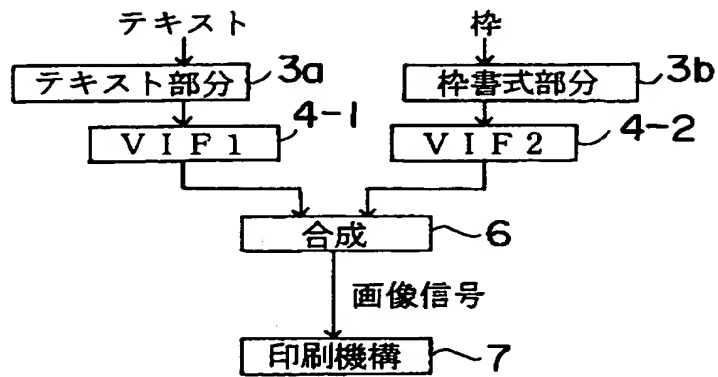 テキスト 枠
テキスト部分 3a 枠書式部分 3b
VIF1 4-1 VIF2 4-2
合成 6
画像信号
印刷機構 7